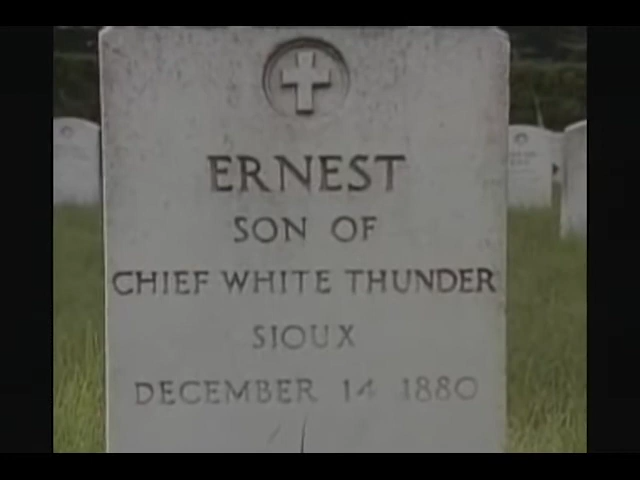 ERNEST
SON OF
CHIEF WHITE THUNDER
SIOUX
DECEMBER 14 1880